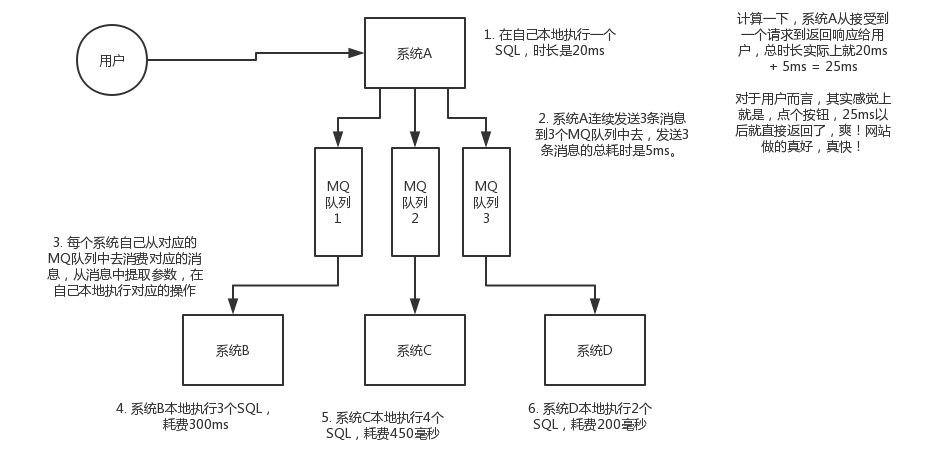 用户
系统A
1. 在自己本地执行一个
SQL，时长是20ms
计算一下，系统A从接受到
一个请求到返回响应给用
户，总时长实际上就20ms
+ 5ms = 25ms
对于用户而言，其实感觉上
就是，点个按钮，25ms以
后就直接返回了，爽！网站
做的真好，真快！
2. 系统A连续发送3条消息
到3个MQ队列中去，发送3
条消息的总耗时是5ms。
MQ
队列
1
MQ
队列
2
MQ
队列
3
3. 每个系统自己从对应的
MQ队列中去消费对应的消
息，从消息中提取参数，在
自己本地执行对应的操作
系统B
系统C
系统D
4. 系统B本地执行3个SQL，
耗费300ms
5. 系统C本地执行4个
SQL，耗费450毫秒
6. 系统D本地执行2个
SQL，耗费200毫秒